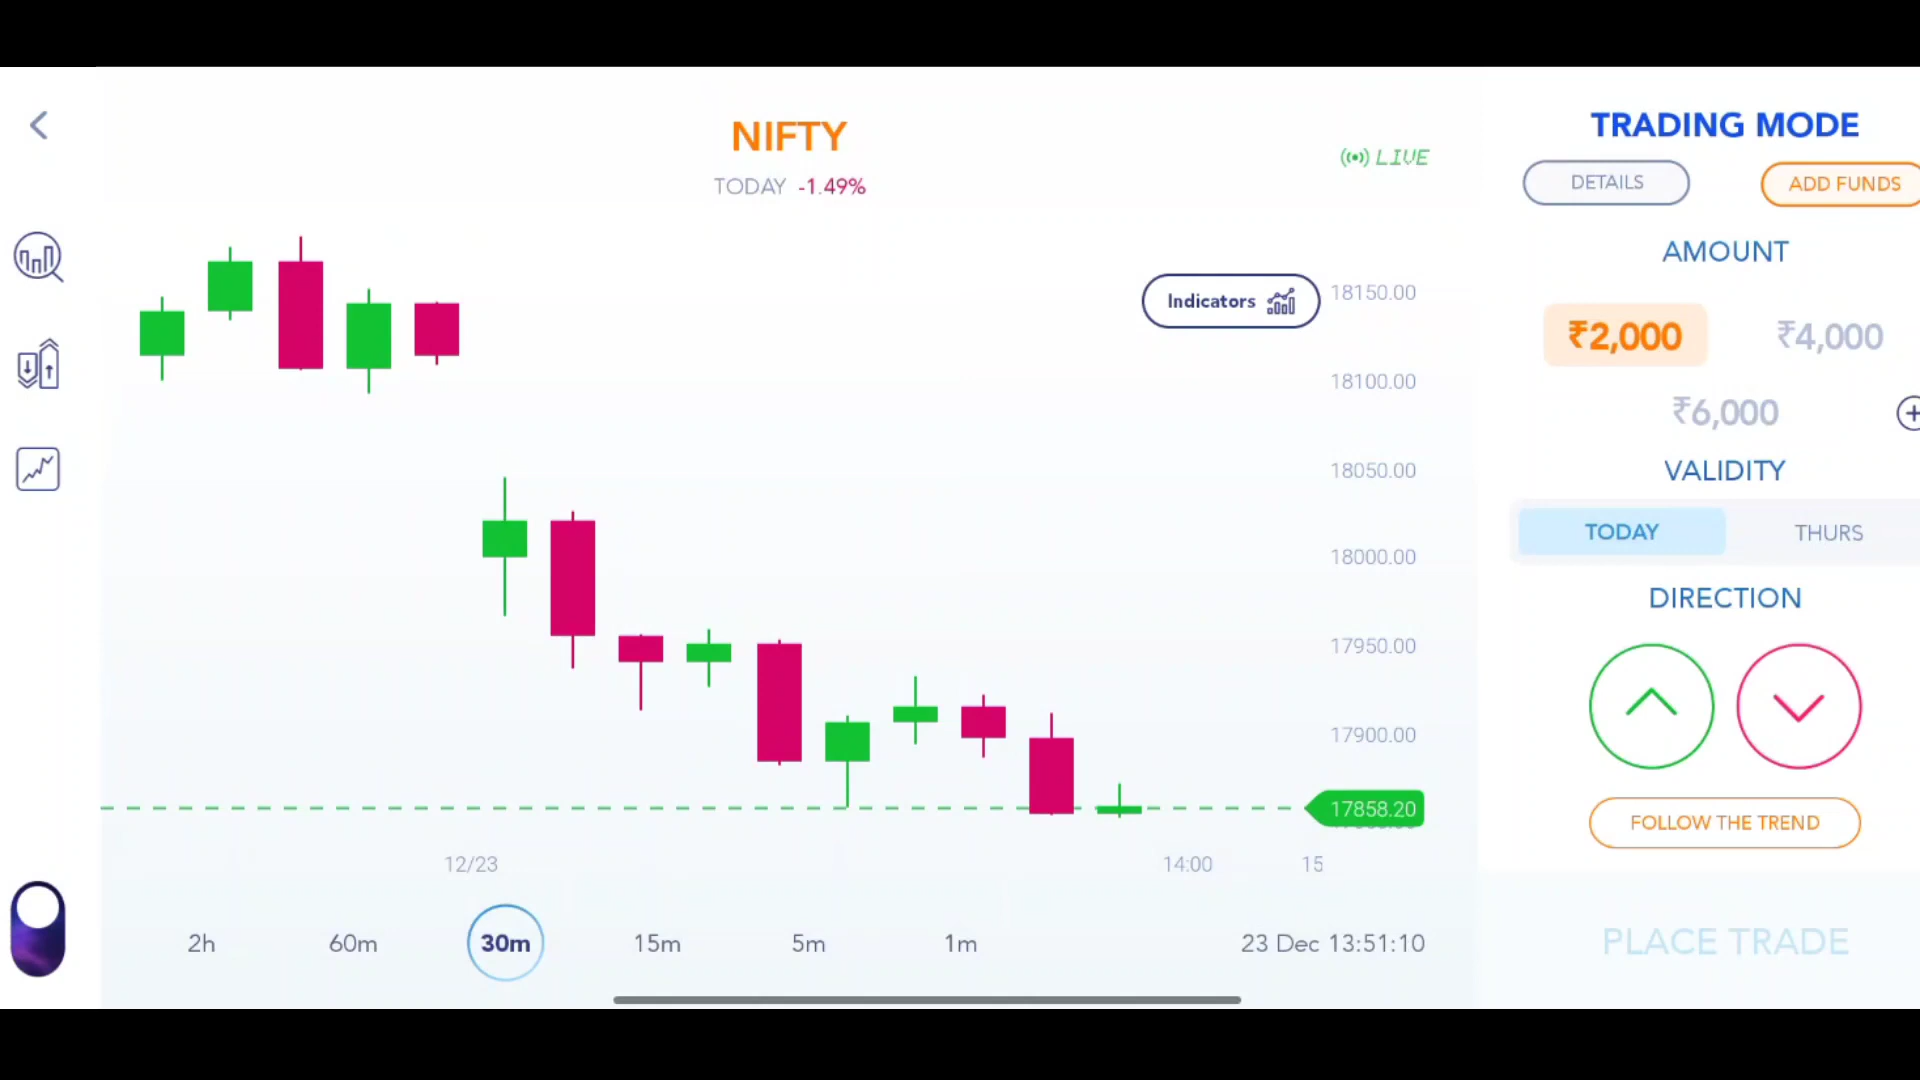 NIFTY
TODAY -1.49%
LIVE
Indicators
18150.00
18100.00
18050.00
18000.00
17950.00
17900.00
17858.20
12/23
14:00
15
2h
60m
30m
15m
5m
1m
23 Dec 13:51:10
TRADING MODE
DETAILS
ADD FUNDS
AMOUNT
₹2,000
₹4,000
₹6,000
VALIDITY
TODAY
THURS
DIRECTION
FOLLOW THE TREND
PLACE TRADE